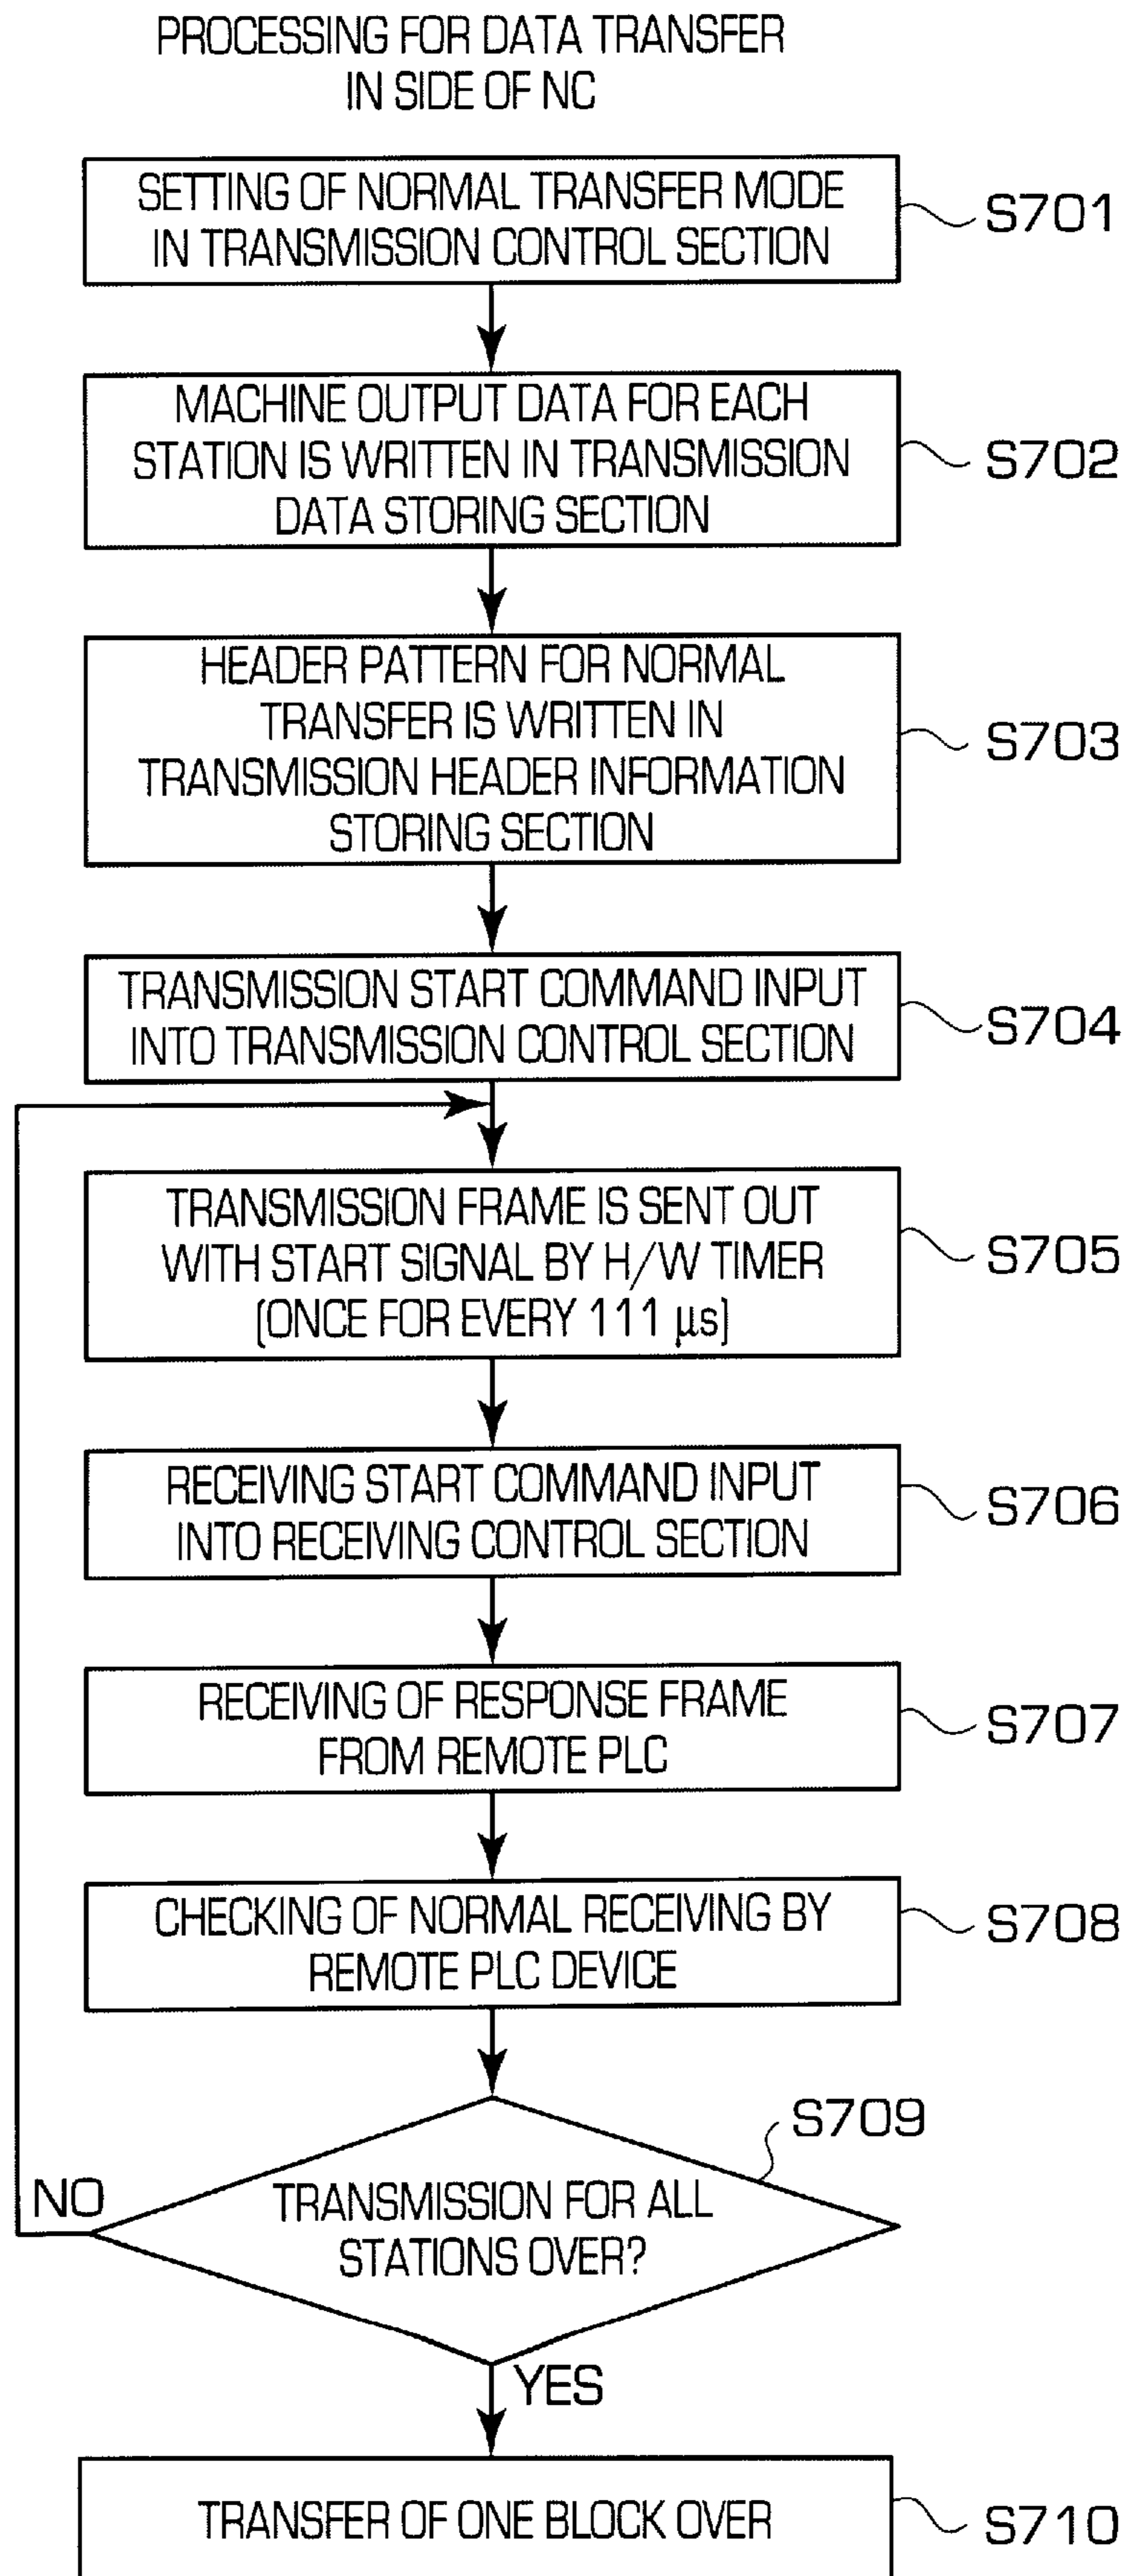 PROCESSING FOR DATA TRANSFER
IN SIDE OF NC
SETTING OF NORMAL TRANSFER MODE
IN TRANSMISSION CONTROL SECTION
S701
MACHINE OUTPUT DATA FOR EACH
STATION IS WRITTEN IN TRANSMISSION
DATA STORING SECTION
S702
HEADER PATTERN FOR NORMAL
TRANSFER IS WRITTEN IN
TRANSMISSION HEADER INFORMATION
STORING SECTION
S703
TRANSMISSION START COMMAND INPUT
INTO TRANSMISSION CONTROL SECTION
S704
TRANSMISSION FRAME IS SENT OUT
WITH START SIGNAL BY H/W TIMER
(ONCE FOR EVERY 111 µs)
S705
RECEIVING START COMMAND INPUT
INTO RECEIVING CONTROL SECTION
S706
RECEIVING OF RESPONSE FRAME
FROM REMOTE PLC
S707
CHECKING OF NORMAL RECEIVING BY
REMOTE PLC DEVICE
S708
S709
NO
TRANSMISSION FOR ALL
STATIONS OVER?
YES
TRANSFER OF ONE BLOCK OVER
S710